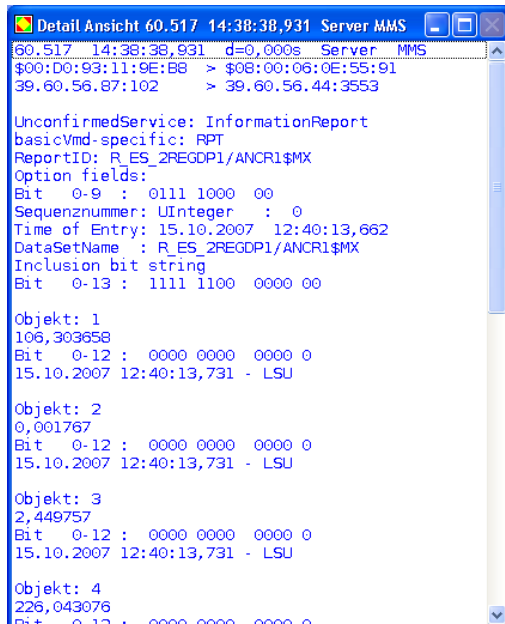 Detail Ansicht 60.517 14:38:38,931 Server MMS
60.517 14:38:38,931 d=0,000s Server MMS
$00:D0:93:11:9E:B8 > $08:00:06:0E:55:91
39.60.56.87:102 > 39.60.56.44:3553
UnconfirmedService: InformationReport
basicVmd-specific: RPT
ReportID: R_ES_2REGDP1/ANCR1$MX
Option fields:
Bit 0-9 : 0111 1000 00
Sequenznummer: UInteger : 0
Time of Entry: 15.10.2007 12:40:13,662
DataSetName : R_ES_2REGDP1/ANCR1$MX
Inclusion bit string
Bit 0-13 : 1111 1100 0000 00
Objekt: 1
106,303658
Bit 0-12 : 0000 0000 0000 0
15.10.2007 12:40:13,731 - LSU
Objekt: 2
0,001767
Bit 0-12 : 0000 0000 0000 0
15.10.2007 12:40:13,731 - LSU
Objekt: 3
2,449757
Bit 0-12 : 0000 0000 0000 0
15.10.2007 12:40:13,731 - LSU
Objekt: 4
226,043076
Bit 0-12 : 0000 0000 0000 0